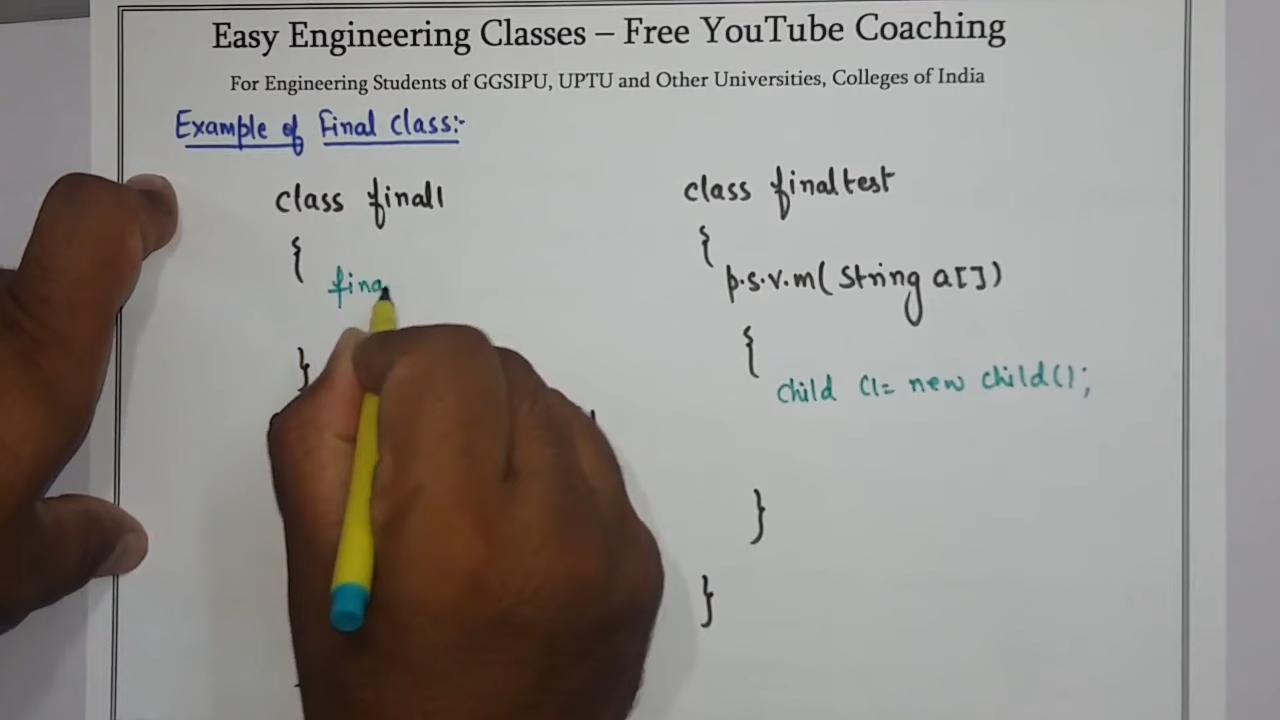 Easy Engineering Classes – Free YouTube Coaching
For Engineering Students of GGSIPU, UPTU and Other Universities, Colleges of India
Example of Final Class:-
class final1
{
fina
}
class finaltest
{
p.s.v.m(String a[])
{
child C1= new child();
}
}